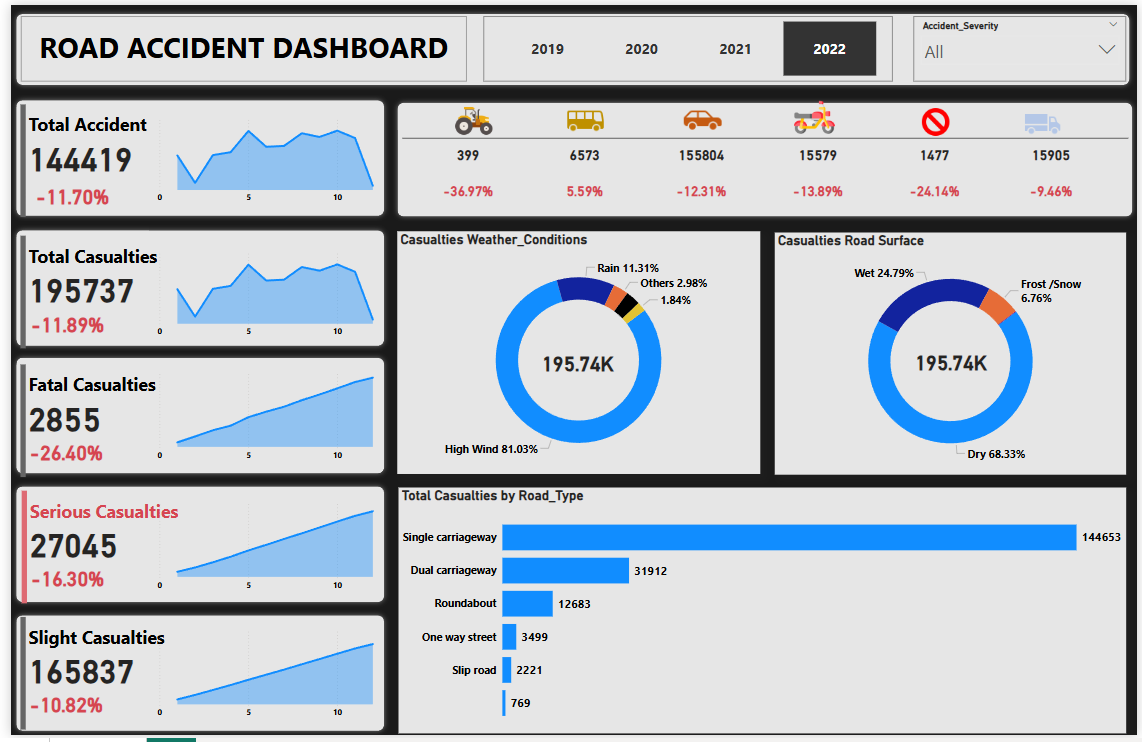 ROAD ACCIDENT DASHBOARD
2019 2020 2021 2022
Accident_Severity
All
Total Accident
144419
-11.70%
0 5 10
399 6573 155804 15579 1477 15905
-36.97% 5.59% -12.31% -13.89% -24.14% -9.46%
Total Casualties
195737
-11.89%
0 5 10
Fatal Casualties
2855
-26.40%
0 5 10
Serious Casualties
27045
-16.30%
0 5 10
Slight Casualties
165837
-10.82%
0 5 10
Casualties Weather_Conditions
Rain 11.31%
Others 2.98%
1.84%
195.74K
High Wind 81.03%
Casualties Road Surface
Wet 24.79%
Frost /Snow
6.76%
195.74K
Dry 68.33%
Total Casualties by Road_Type
Single carriageway 144653
Dual carriageway 31912
Roundabout 12683
One way street 3499
Slip road 2221
769